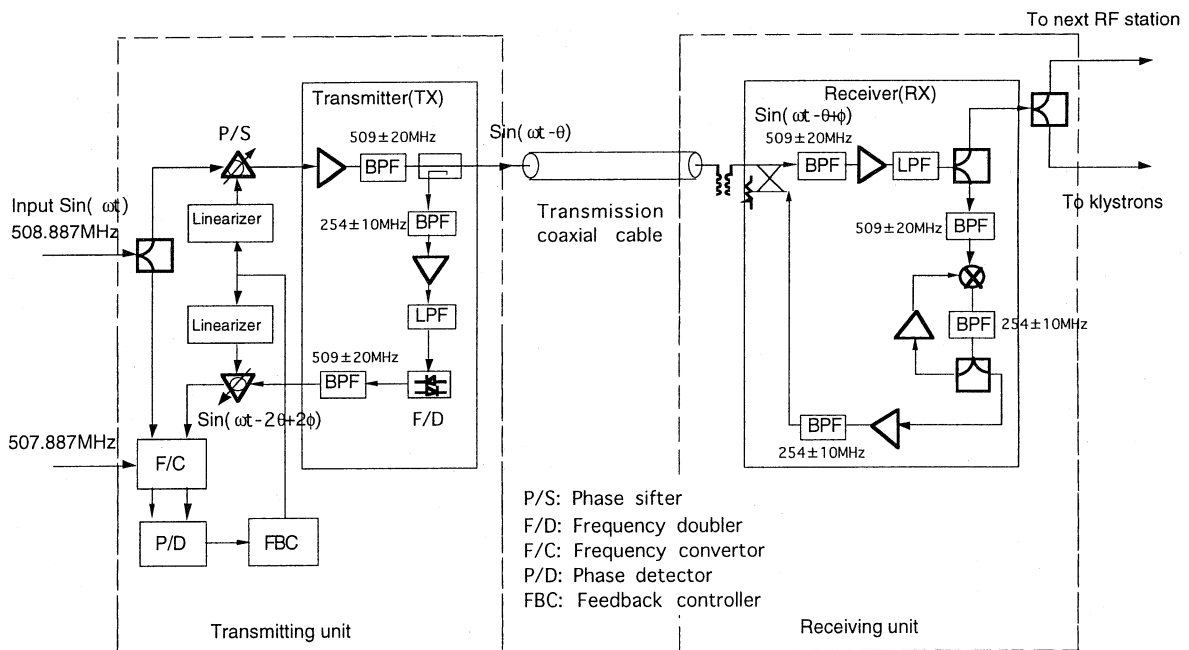 To next RF station
Transmitter(TX)
Receiver(RX)
P/S
509±20MHz
Sin(ωt-θ)
Sin(ωt-θ+ϕ)
509±20MHz
BPF
BPF
LPF
Input Sin( ωt)
508.887MHz
Linearizer
254±10MHz
BPF
Transmission
coaxial cable
To klystrons
509±20MHz
BPF
Linearizer
LPF
BPF
254±10MHz
509±20MHz
BPF
F/D
Sin(ωt-2θ+2ϕ)
BPF
254±10MHz
507.887MHz
F/C
P/D
FBC
P/S: Phase sifter
F/D: Frequency doubler
F/C: Frequency convertor
P/D: Phase detector
FBC: Feedback controller
Transmitting unit
Receiving unit